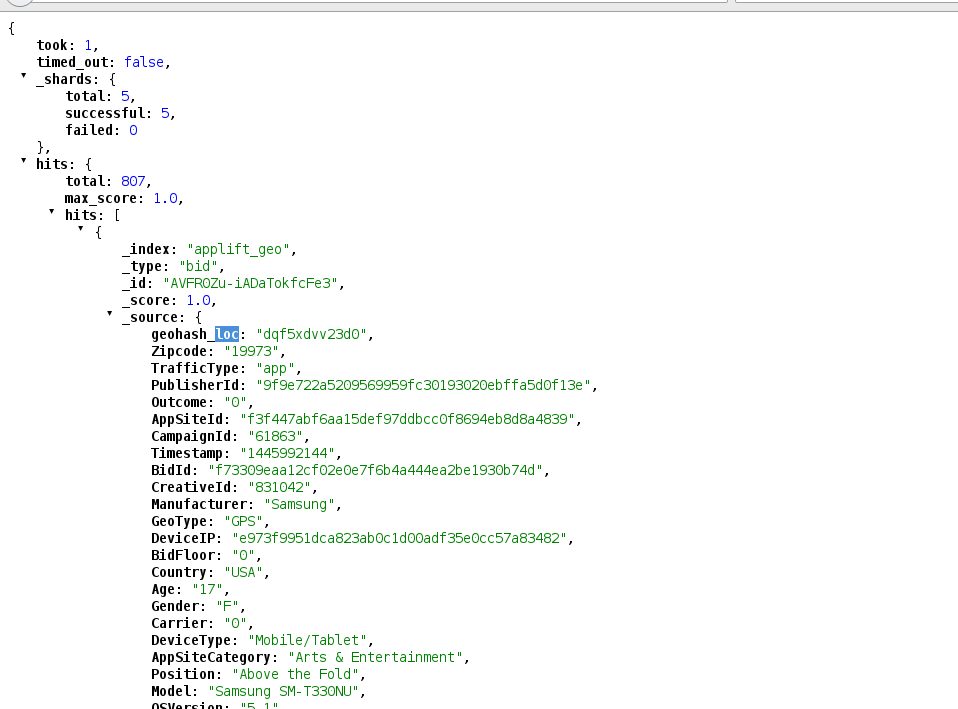 {
took: 1,
timed_out: false,
_shards: {
total: 5,
successful: 5,
failed: 0
},
hits: {
total: 807,
max_score: 1.0,
hits: [
{
_index: "applift_geo",
_type: "bid",
_id: "AVFR0Zu-iADaTokfcFe3",
_score: 1.0,
_source: {
geohash_loc: "dqf5xdvv23d0",
Zipcode: "19973",
TrafficType: "app",
PublisherId: "9f9e722a5209569959fc30193020ebffa5d0f13e",
Outcome: "0",
AppSiteId: "f3f447abf6aa15def97ddbcc0f8694eb8d8a4839",
CampaignId: "61863",
Timestamp: "1445992144",
BidId: "f73309eaa12cf02e0e7f6b4a444ea2be1930b74d",
CreativeId: "831042",
Manufacturer: "Samsung",
GeoType: "GPS",
DeviceIP: "e973f9951dca823ab0c1d00adf35e0cc57a83482",
BidFloor: "0",
Country: "USA",
Age: "17",
Gender: "F",
Carrier: "0",
DeviceType: "Mobile/Tablet",
AppSiteCategory: "Arts & Entertainment",
Position: "Above the Fold",
Model: "Samsung SM-T330NU",
OSVersion: "5.1"